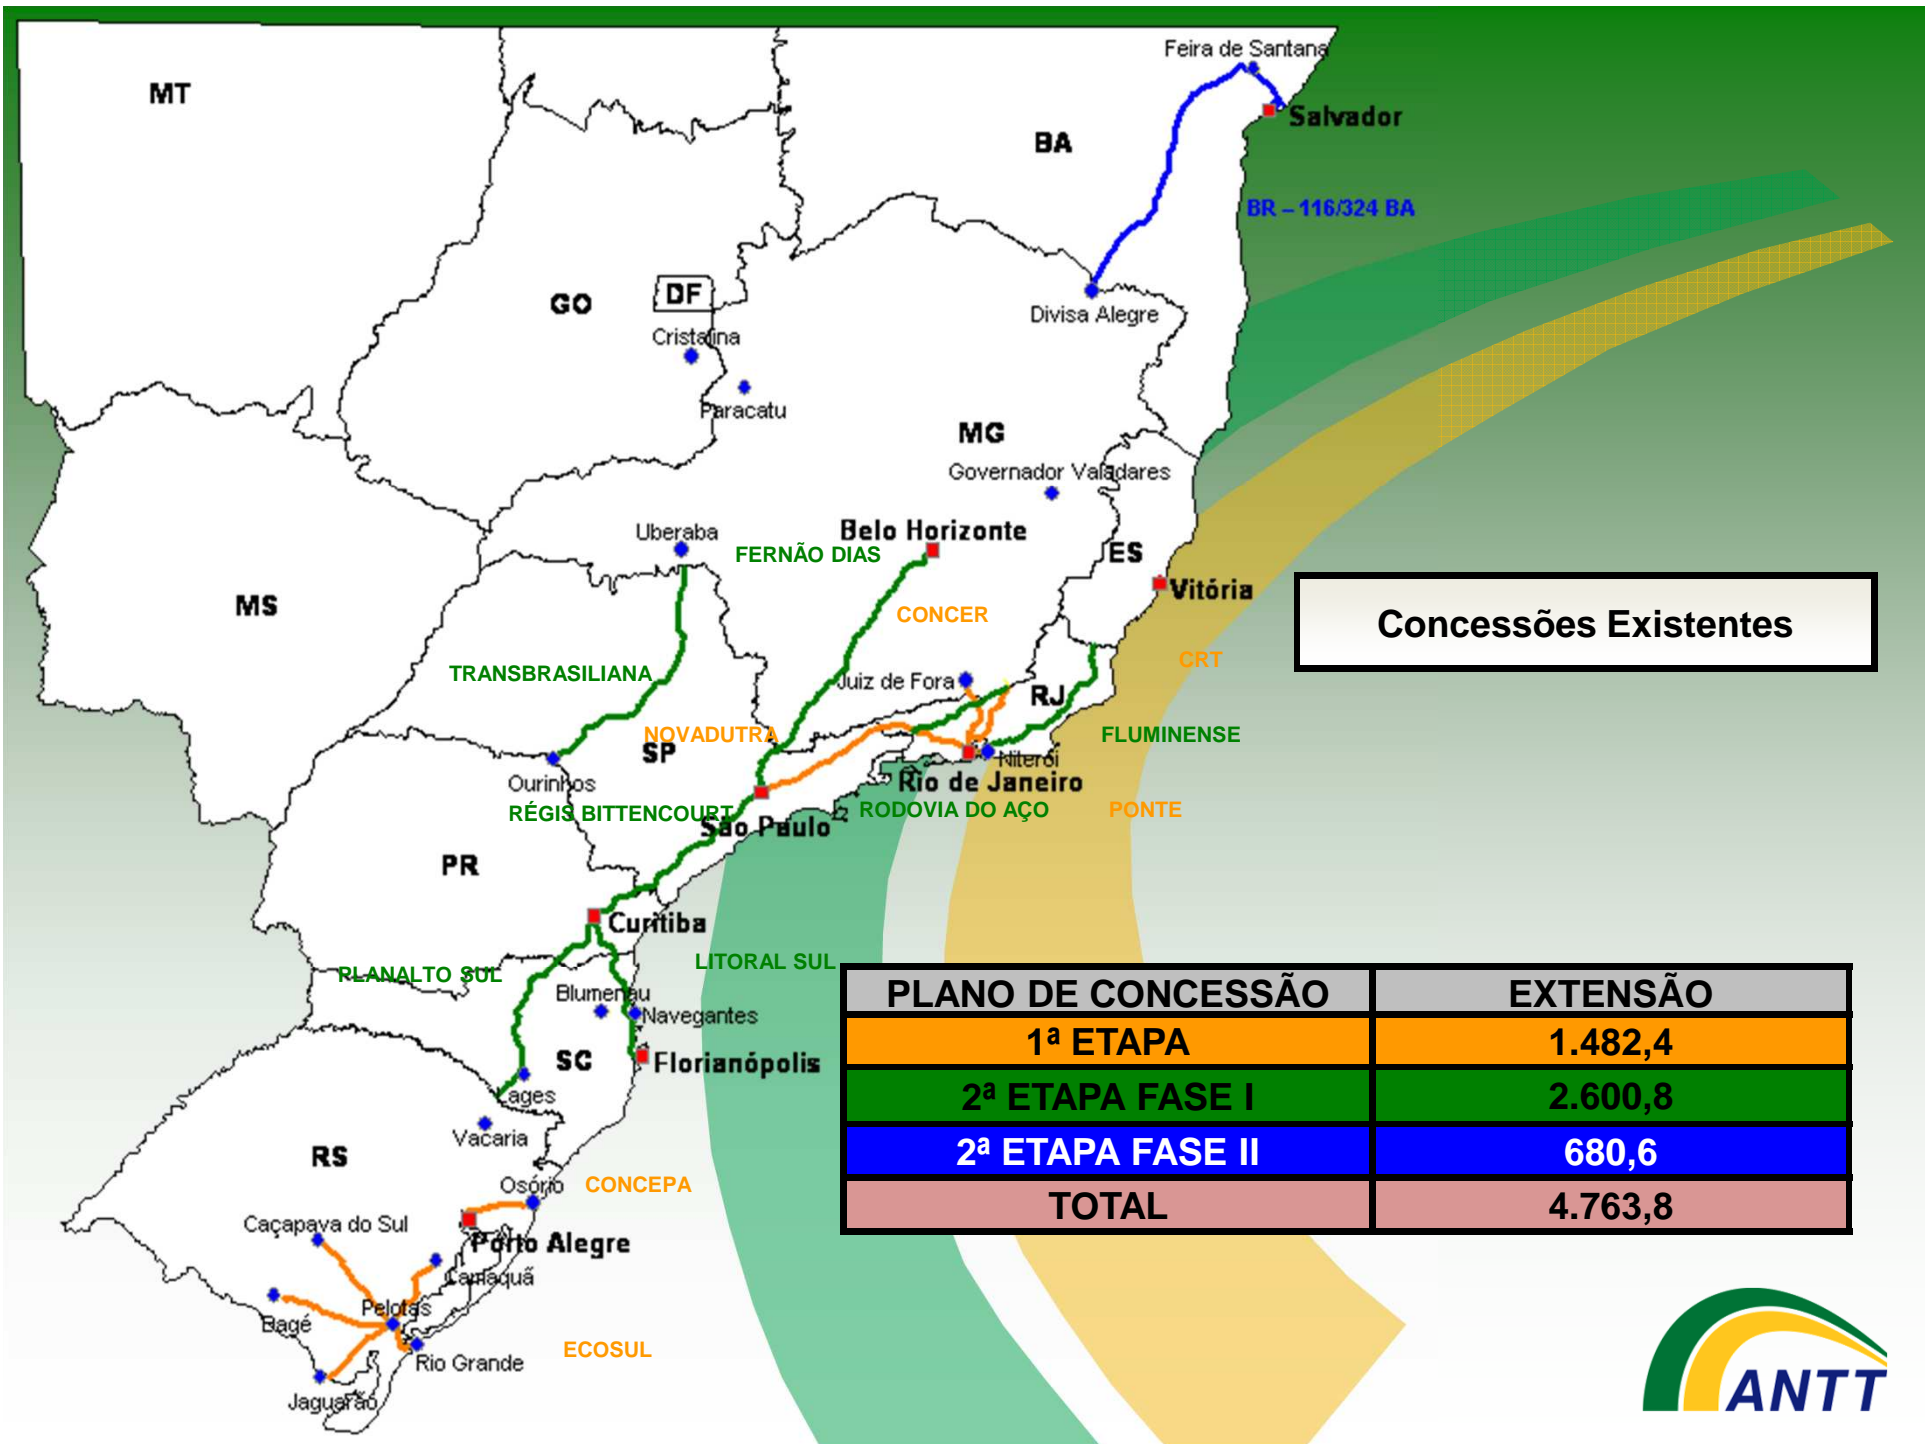 Feira de Santana
MT
Salvador
BA
BR – 116/324 BA
DF
GO
Divisa Alegre
Cristalina
Paracatu
MG
Governador Valadares
Uberaba
Belo Horizonte
FERNÃO DIAS
ES
Vitória
MS
CONCER
Concessões Existentes
CRT
TRANSBRASILIANA
Juiz de Fora
RJ
NOVADUTRA
SP
FLUMINENSE
Niterói
Ourinhos
Rio de Janeiro
RÉGIS BITTENCOURT
RODOVIA DO AÇO
PONTE
São Paulo
PR
Curitiba
LITORAL SUL
PLANALTO SUL
Blumenau
Navegantes
SC
Florianópolis
Lages
Vacaria
RS
Osório
CONCEPA
Caçapava do Sul
Porto Alegre
Camaquã
Pelotas
Bagé
ECOSUL
Rio Grande
Jaguarão
PLANO DE CONCESSÃO EXTENSÃO
1ª ETAPA 1.482,4
2ª ETAPA FASE I 2.600,8
2ª ETAPA FASE II 680,6
TOTAL 4.763,8
ANTT